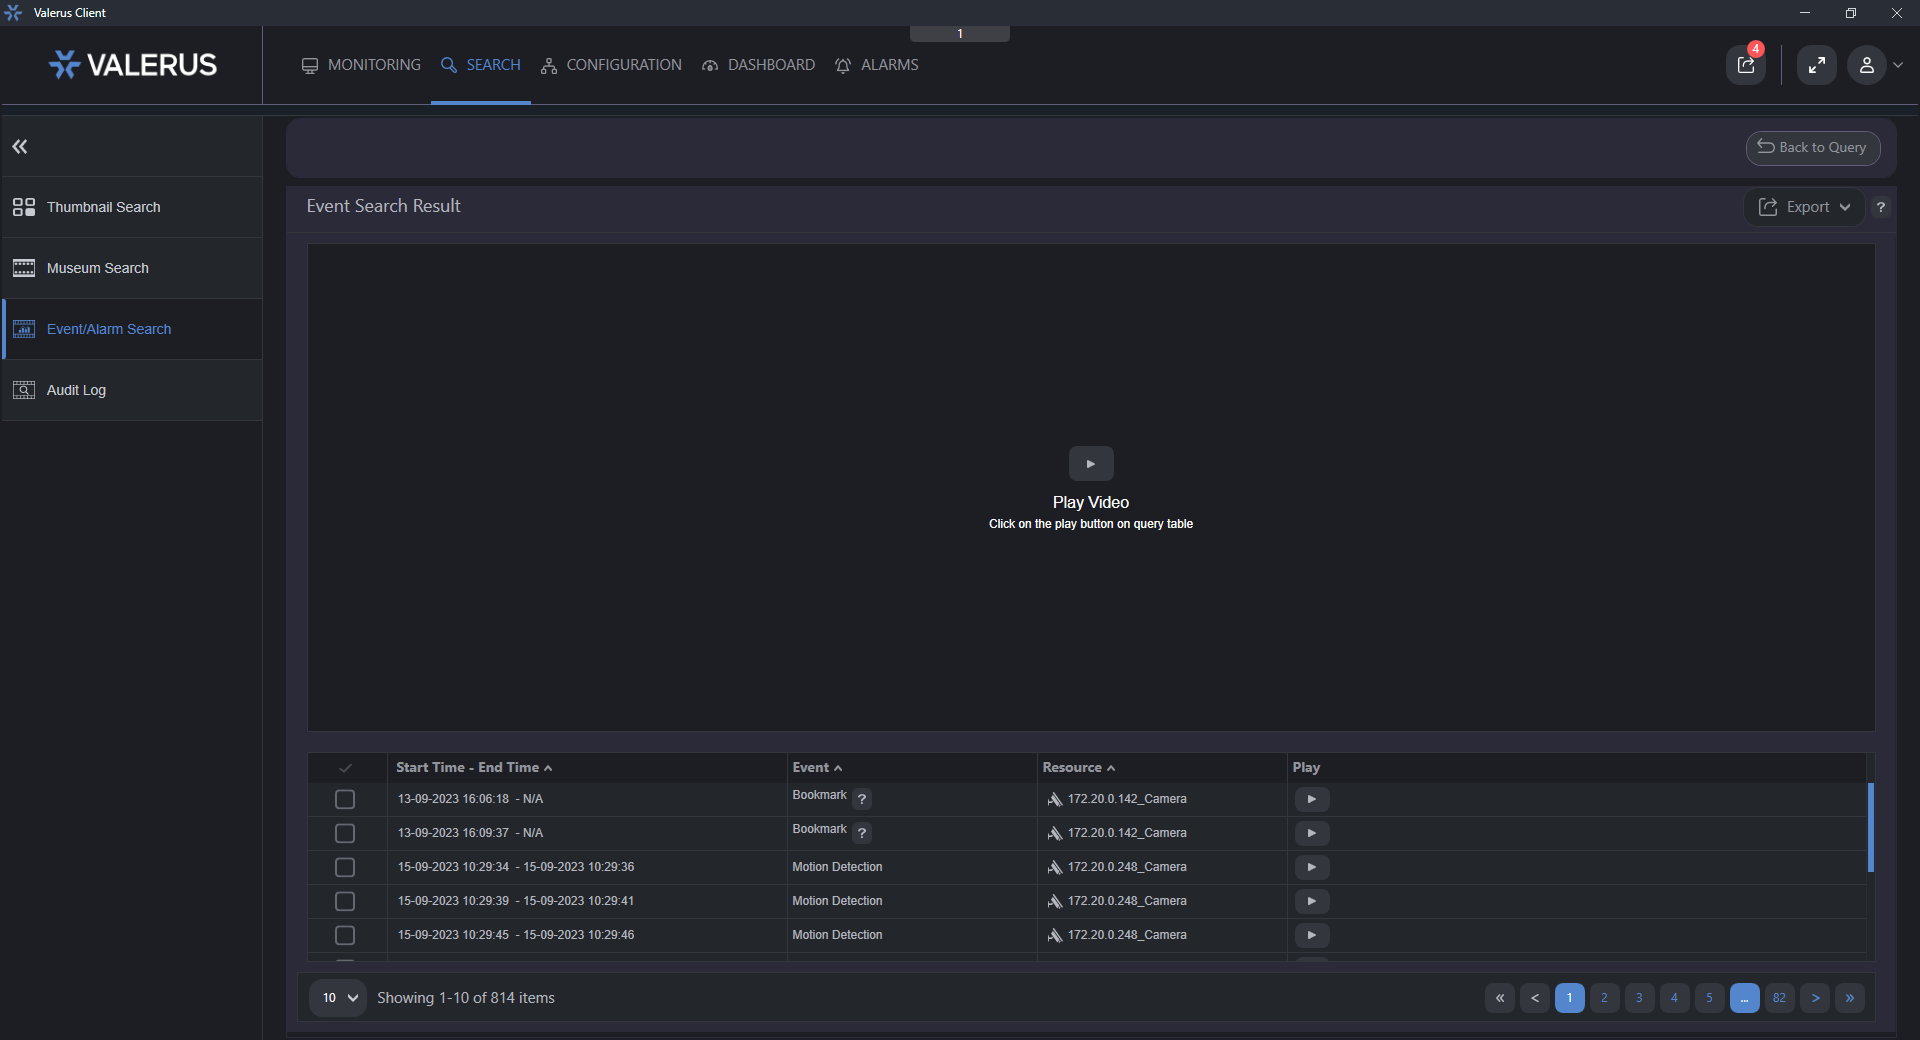 Valerus Client
1
VALERUS
MONITORING SEARCH CONFIGURATION DASHBOARD ALARMS
4
Back to Query
Thumbnail Search
Museum Search
Event/Alarm Search
Audit Log
Event Search Result
Export
?
Play Video
Click on the play button on query table
Start Time - End Time Event Resource Play
13-09-2023 16:06:18 - N/A Bookmark ? 172.20.0.142_Camera
13-09-2023 16:09:37 - N/A Bookmark ? 172.20.0.142_Camera
15-09-2023 10:29:34 - 15-09-2023 10:29:36 Motion Detection 172.20.0.248_Camera
15-09-2023 10:29:39 - 15-09-2023 10:29:41 Motion Detection 172.20.0.248_Camera
15-09-2023 10:29:45 - 15-09-2023 10:29:46 Motion Detection 172.20.0.248_Camera
10 Showing 1-10 of 814 items
« < 1 2 3 4 5 ... 82 > »